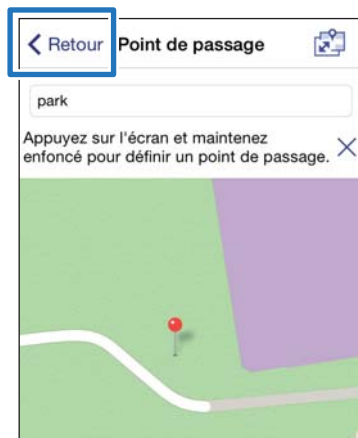 Retour Point de passage
park
Appuyez sur l'écran et maintenez
enfoncé pour définir un point de passage.